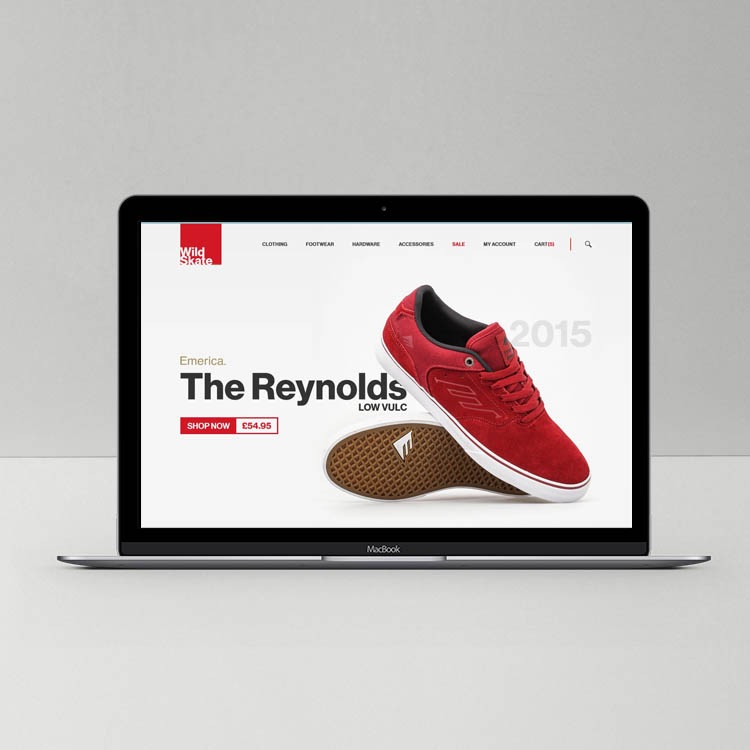 Wild
Skate
CLOTHING
FOOTWEAR
HARDWARE
ACCESSORIES
SALE
MY ACCOUNT
CART(5)
2015
Emerica.
The Reynolds
LOW VULC
SHOP NOW
£54.95
MacBook